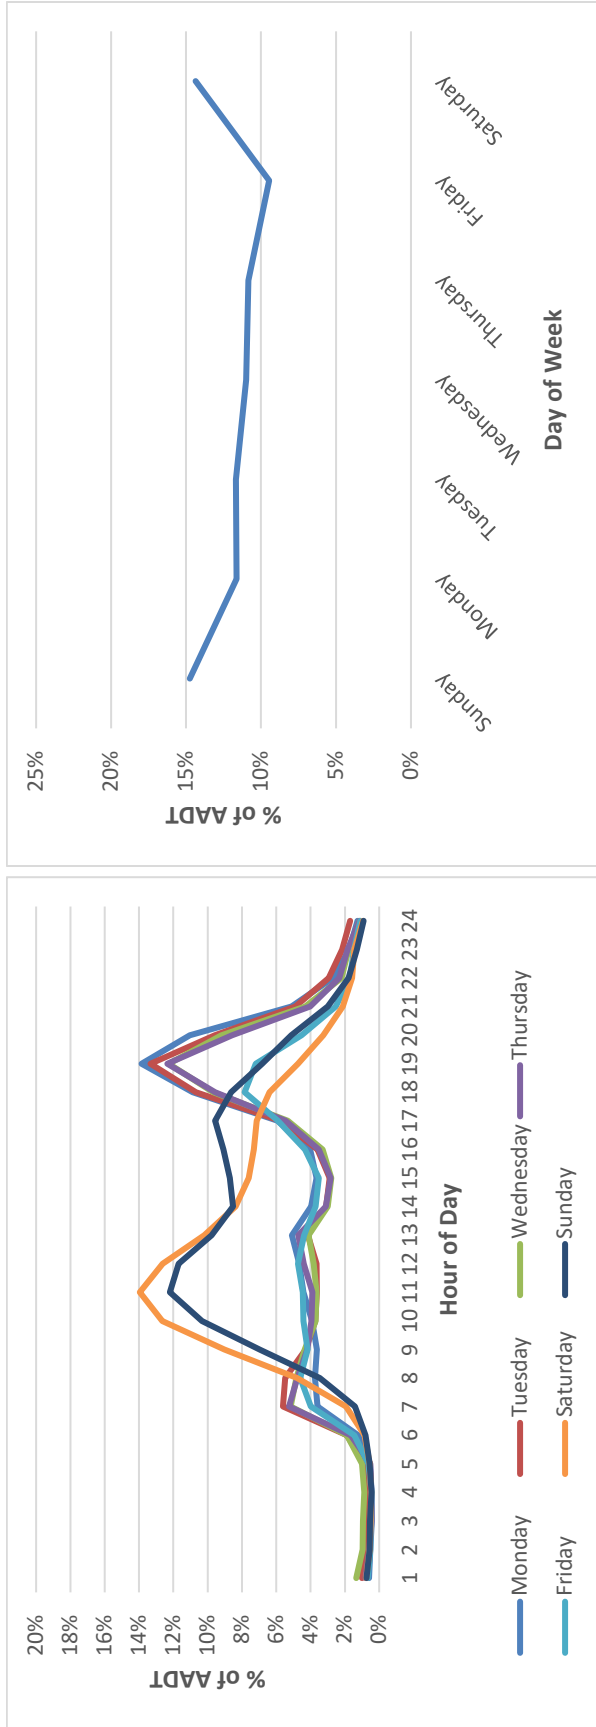 20%
18%
16%
14%
12%
10%
8%
6%
4%
2%
0%
% of AADT
1 2 3 4 5 6 7 8 9 10 11 12 13 14 15 16 17 18 19 20 21 22 23 24
Hour of Day
Monday Tuesday Wednesday Thursday
Friday Saturday Sunday
25%
20%
15%
10%
5%
0%
% of AADT
Sunday Monday Tuesday Wednesday Thursday Friday Saturday
Day of Week